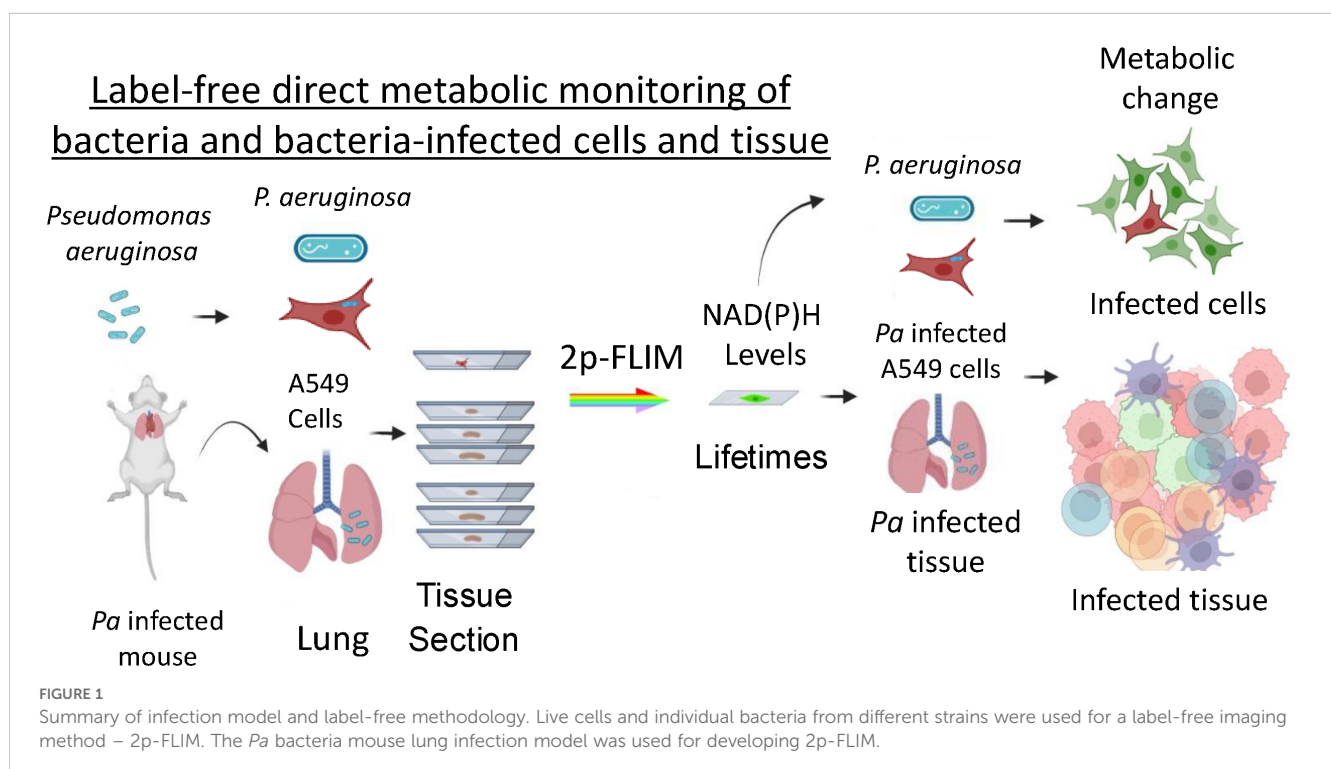 Label-free direct metabolic monitoring of
bacteria and bacteria-infected cells and tissue
Pseudomonas
aeruginosa
P. aeruginosa
A549
Cells
Pa infected
mouse
Lung
Tissue
Section
2p-FLIM
NAD(P)H
Levels
Lifetimes
P. aeruginosa
Pa infected
A549 cells
Pa infected
tissue
Metabolic
change
Infected cells
Infected tissue
FIGURE 1
Summary of infection model and label-free methodology. Live cells and individual bacteria from different strains were used for a label-free imaging
method – 2p-FLIM. The Pa bacteria mouse lung infection model was used for developing 2p-FLIM.